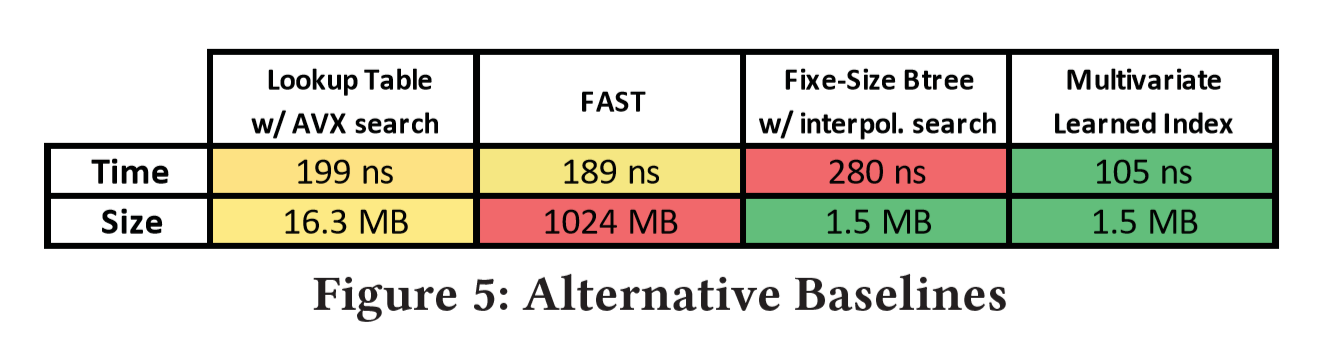 Lookup Table
w/ AVX search
FAST
Fixe-Size Btree
w/ interpol. search
Multivariate
Learned Index
Time 199 ns 189 ns 280 ns 105 ns
Size 16.3 MB 1024 MB 1.5 MB 1.5 MB
Figure 5: Alternative Baselines